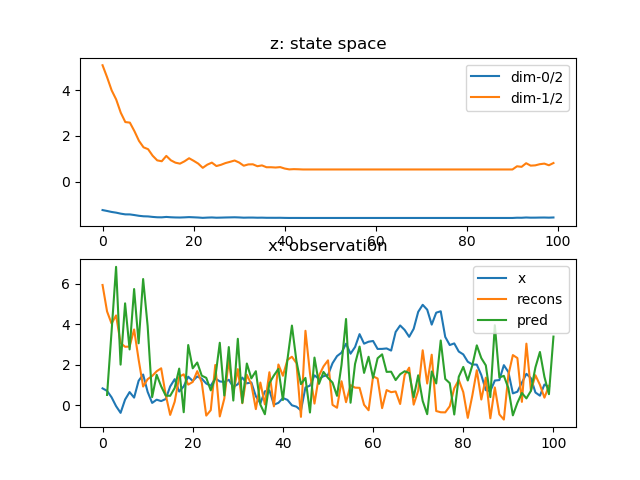 z: state space
dim-0/2
dim-1/2
4
2
0
0 20 40 60 80 100
x: observation
x
recons
pred
6
4
2
0
0 20 40 60 80 100